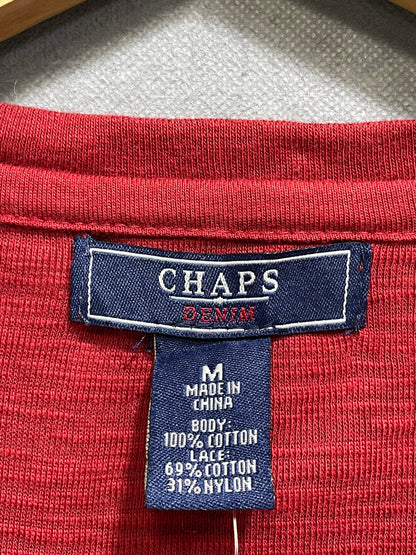 CHAPS
DENIM
M
MADE IN
CHINA
BODY:
100% COTTON
LACE:
69% COTTON
31% NYLON